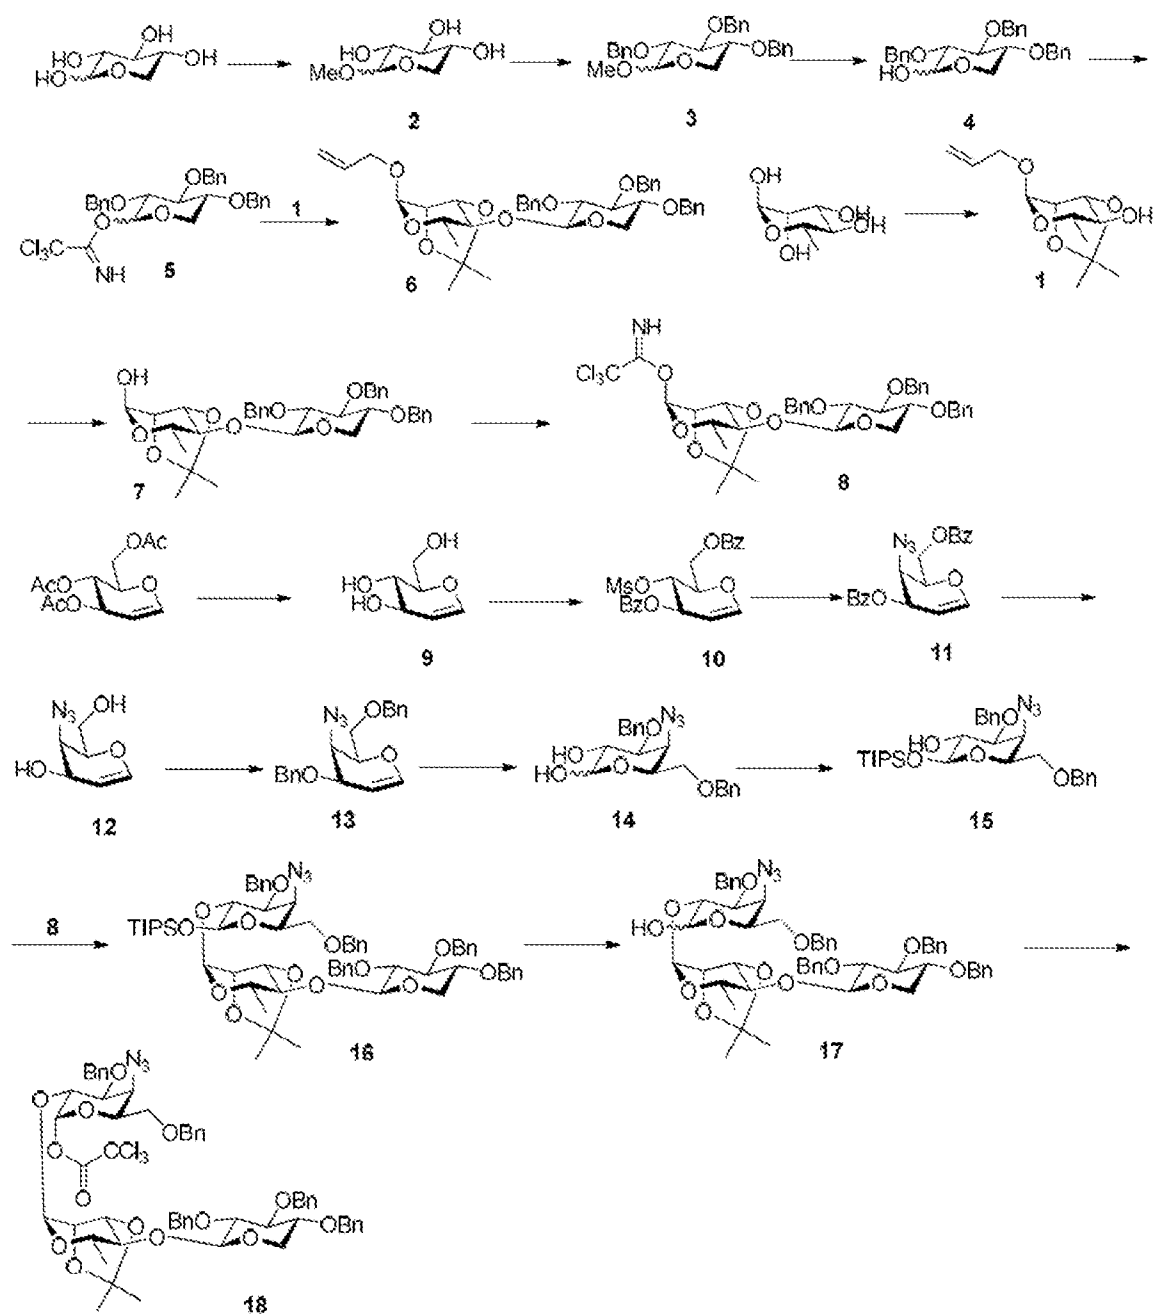 OH OH
HO OH HO OH OBn OBn
HO O OH MeO O OH BnO O OBn BnO O OBn
MeO HO
2 3 4
O OBn OBn OH O
BnO O OBn BnO O OBn OH
O 1 O O O O OH O O
Cl3C NH O OH O OH
5 6 1
NH
OH OBn Cl3C O OBn
O BnO OBn O BnO OBn
O O O O O O
O O
7 8
OAc OH OBz N3 OBz
AcO O HO O MsO O O
AcO HO BzO BzO
9 10 11
N3 OH N3 OBn N3 N3
O O BnO BnO
HO BnO HO O HO O
HO OBn TIPSO OBn
12 13 14 15
N3 N3
BnO BnO
8 O O O O
TIPSO OBn HO OBn
OBn OBn
BnO OBn BnO OBn
O O O O O O
O O
16 17
N3
BnO
O O
OBn
O CCl3
O
OBn
BnO OBn
O O O O
O
18